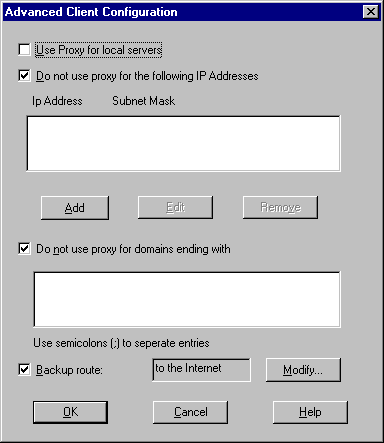 Advanced Client Configuration
Use Proxy for local servers
Do not use proxy for the following IP Addresses
Ip Address Subnet Mask
Add Edit Remove
Do not use proxy for domains ending with
Use semicolons (;) to seperate entries
Backup route: to the Internet Modify...
OK Cancel Help